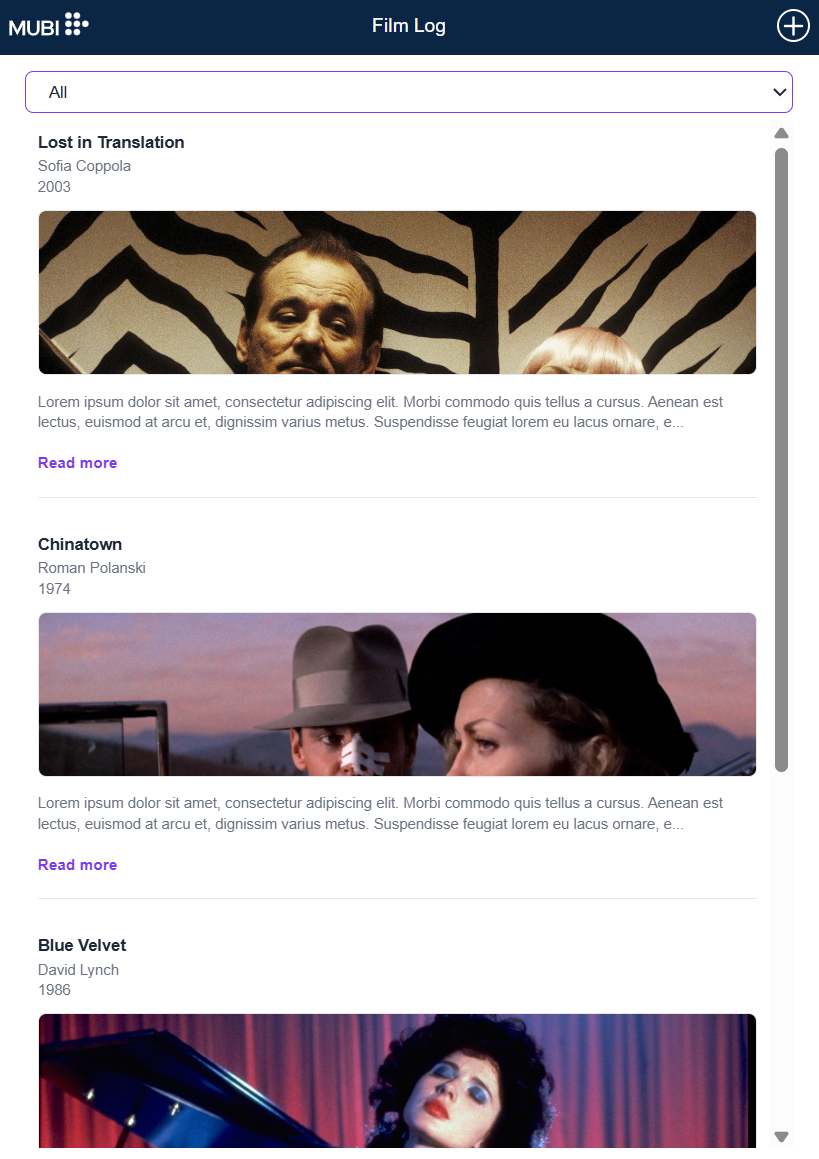 MUBI
Film Log
All
Lost in Translation
Sofia Coppola
2003
Lorem ipsum dolor sit amet, consectetur adipiscing elit. Morbi commodo quis tellus a cursus. Aenean est
lectus, euismod at arcu et, dignissim varius metus. Suspendisse feugiat lorem eu lacus ornare, e...
Read more
Chinatown
Roman Polanski
1974
Lorem ipsum dolor sit amet, consectetur adipiscing elit. Morbi commodo quis tellus a cursus. Aenean est
lectus, euismod at arcu et, dignissim varius metus. Suspendisse feugiat lorem eu lacus ornare, e...
Read more
Blue Velvet
David Lynch
1986